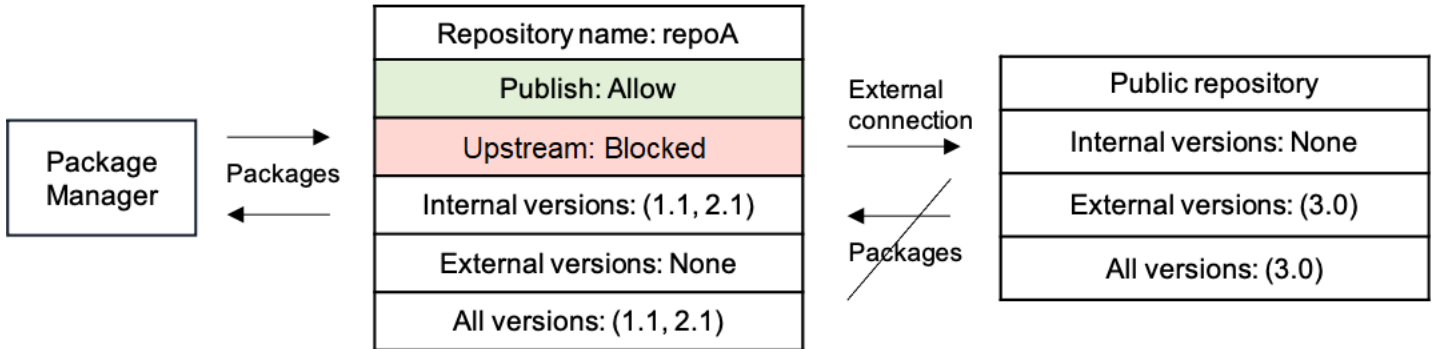 Package
Manager
Packages
Repository name: repoA
Publish: Allow
Upstream: Blocked
Internal versions: (1.1, 2.1)
External versions: None
All versions: (1.1, 2.1)
External
connection
Packages
Public repository
Internal versions: None
External versions: (3.0)
All versions: (3.0)